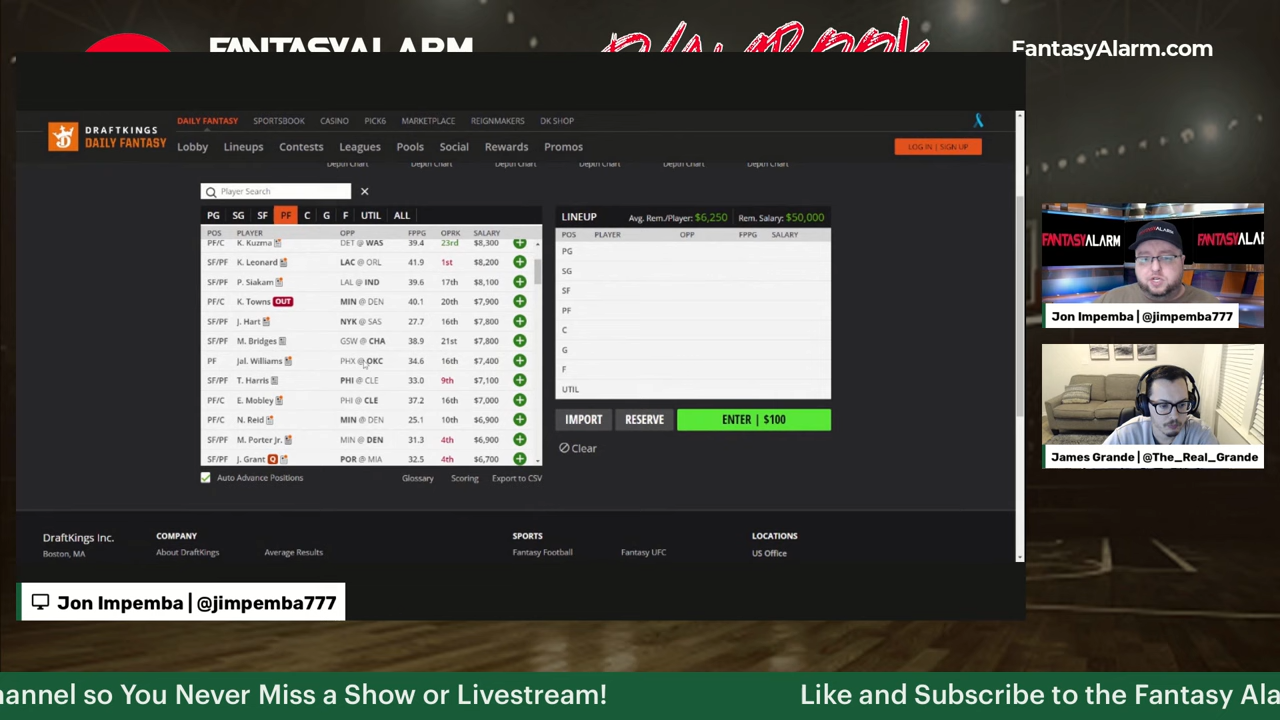 FANTASYALARM
PLAYBOOK
FantasyAlarm.com
DRAFTKINGS
DAILY FANTASY
DAILY FANTASY SPORTSBOOK CASINO PICK6 MARKETPLACE REIGNMAKERS DK SHOP
Lobby Lineups Contests Leagues Pools Social Rewards Promos
LOG IN | SIGN UP
Depth Chart Depth Chart Depth Chart Depth Chart Depth Chart
Player Search
PG SG SF PF C G F UTIL ALL
POS PLAYER OPP FPPG OPRK SALARY
PF/C K. Kuzma DET @ WAS 39.4 23rd $8,300
SF/PF K. Leonard LAC @ ORL 41.9 1st $8,200
SF/PF P. Siakam LAL @ IND 39.6 17th $8,100
PF/C K. Towns OUT MIN @ DEN 40.1 20th $7,900
SF/PF J. Hart NYK @ SAS 27.7 16th $7,800
SF/PF M. Bridges GSW @ CHA 38.9 21st $7,800
PF Jal. Williams PHX @ OKC 34.6 16th $7,400
SF/PF T. Harris PHI @ CLE 33.0 9th $7,100
PF/C E. Mobley PHI @ CLE 37.2 16th $7,000
PF/C N. Reid MIN @ DEN 25.1 10th $6,900
SF/PF M. Porter Jr. MIN @ DEN 31.3 4th $6,900
SF/PF J. Grant Q POR @ MIA 32.5 4th $6,700
Auto Advance Positions
Glossary Scoring Export to CSV
LINEUP Avg. Rem./Player: $6,250 Rem. Salary: $50,000
POS PLAYER OPP FPPG SALARY
PG
SG
SF
PF
C
G
F
UTIL
IMPORT RESERVE ENTER | $100
Clear
DraftKings Inc.
Boston, MA
COMPANY
About DraftKings Average Results
SPORTS
Fantasy Football Fantasy UFC
LOCATIONS
US Office
FANTASYALARM
Jon Impemba | @jimpemba777
James Grande | @The_Real_Grande
Jon Impemba | @jimpemba777
hannel so You Never Miss a Show or Livestream! Like and Subscribe to the Fantasy Ala